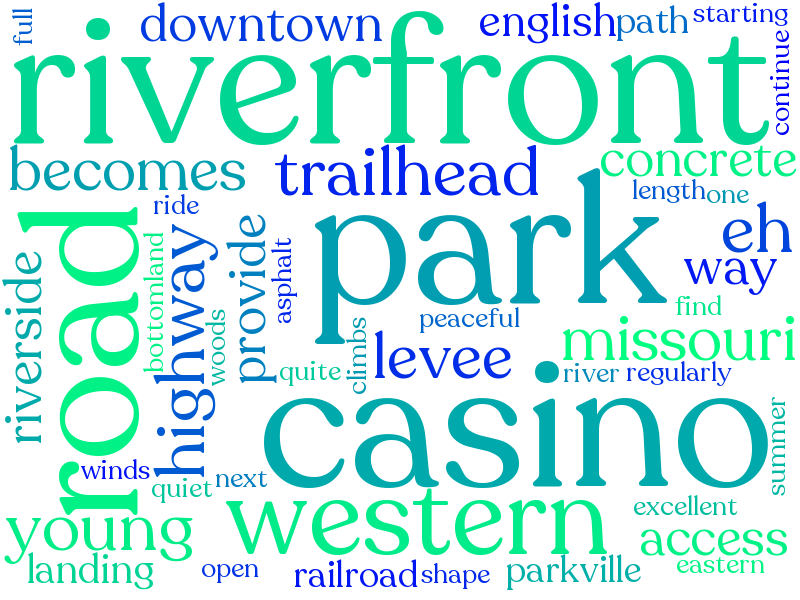 full
downtown
english
path
starting
riverfront
continue
becomes
trailhead
concrete
length
one
ride
park
eh
way
road
riverside
bottomland
highway
woods
provide
asphalt
find
peaceful
climbs
levee
missouri
quite
river
regularly
casino
summer
winds
quiet
next
western
excellent
young
access
landing
open
railroad
shape
parkville
eastern